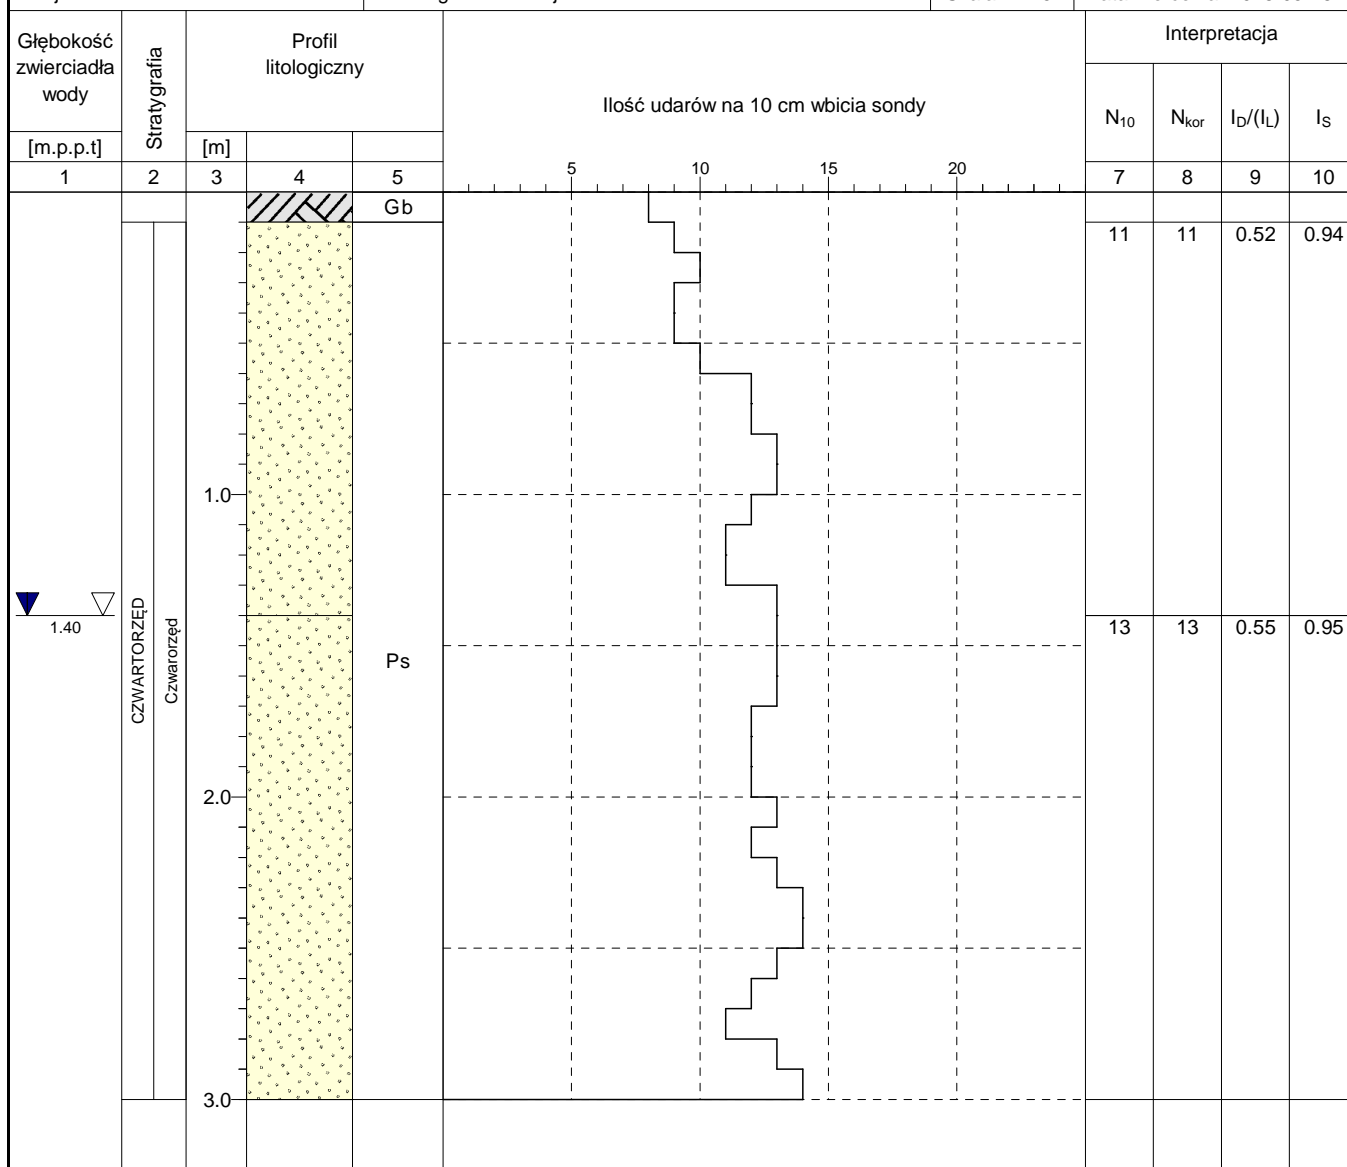 Głębokość
zwierciadła
wody
[m.p.p.t]
Stratygrafia
Profil
litologiczny
[m]
Ilość udarów na 10 cm wbicia sondy
Interpretacja
N10
Nkor
ID/(IL)
IS
1 2 3 4 5
5 10 15 20
7 8 9 10
Gb
11 11 0.52 0.94
1.0
1.40
13 13 0.55 0.95
CZWARTORZĘD
Czwarorzęd
Ps
2.0
3.0